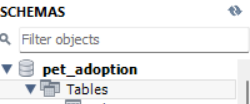 SCHEMAS
Filter objects
pet_adoption
Tables